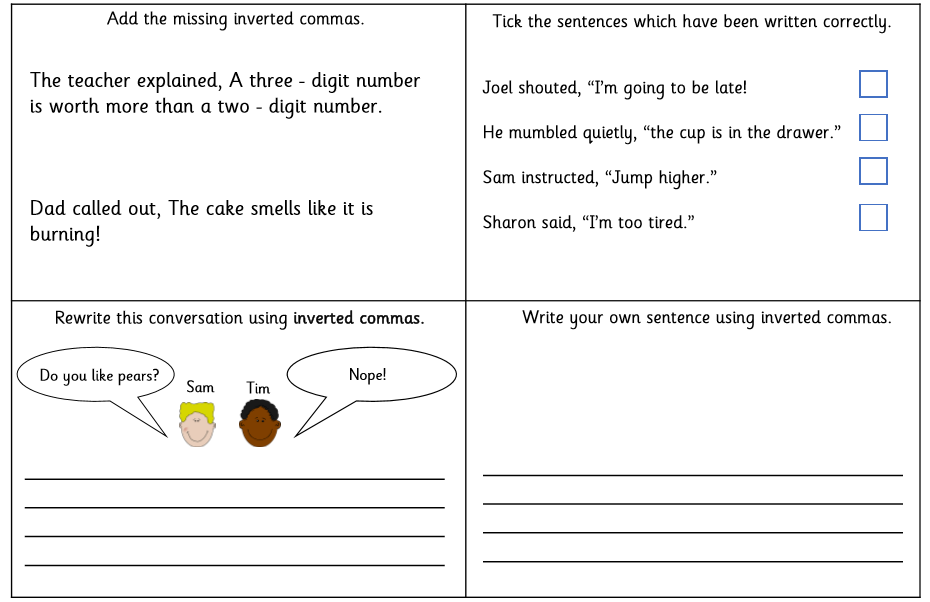 Add the missing inverted commas.
The teacher explained, A three - digit number
is worth more than a two - digit number.
Dad called out, The cake smells like it is
burning!
Tick the sentences which have been written correctly.
Joel shouted, “I’m going to be late!
He mumbled quietly, “the cup is in the drawer.”
Sam instructed, “Jump higher.”
Sharon said, “I’m too tired.”
Rewrite this conversation using inverted commas.
Do you like pears?
Sam
Tim
Nope!
Write your own sentence using inverted commas.